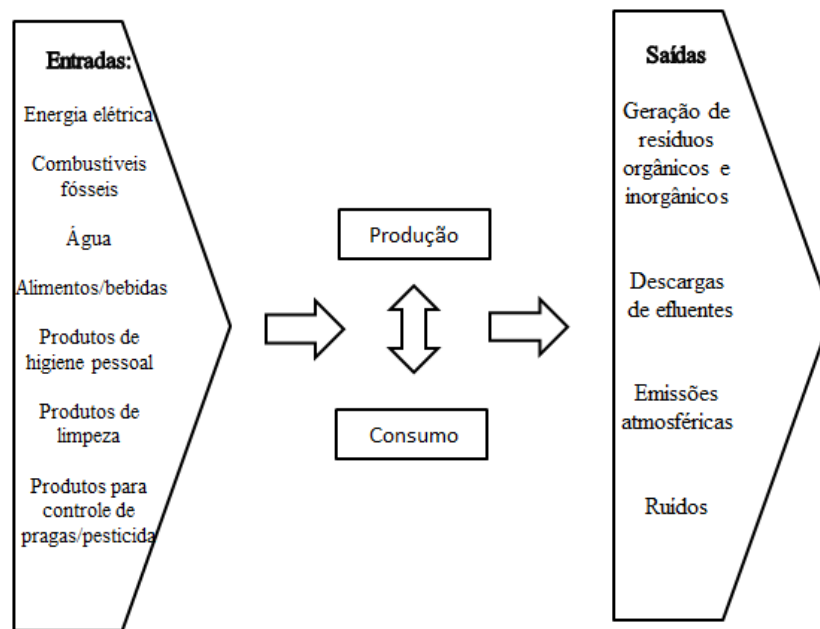 Entradas:
Energia elétrica
Combustíveis
fósseis
Água
Alimentos/bebidas
Produtos de
higiene pessoal
Produtos de
limpeza
Produtos para
controle de
pragas/pesticida
Produção
Consumo
Saídas
Geração de
resíduos
orgânicos e
inorgânicos
Descargas
de efluentes
Emissões
atmosféricas
Ruídos